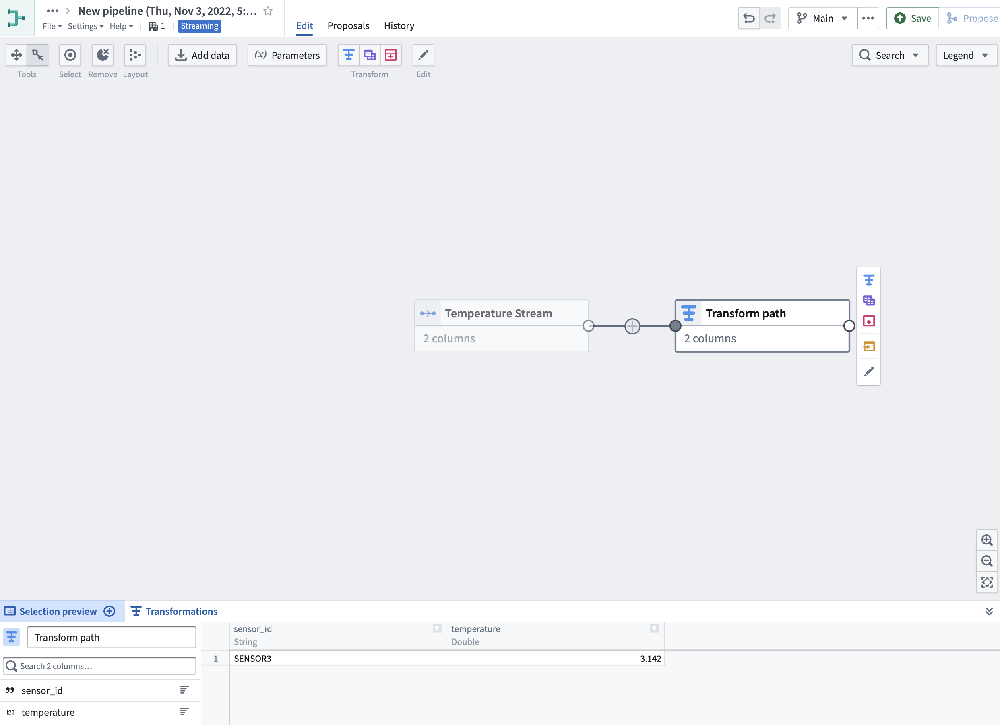 New pipeline (Thu, Nov 3, 2022, 5:...
File Settings Help 1 Streaming
Edit Proposals History
Main Save Propose
Add data (x) Parameters
Search Legend
Tools Select Remove Layout Transform Edit
Temperature Stream
2 columns
Transform path
2 columns
Selection preview Transformations
Transform path
Search 2 columns...
sensor_id
123 temperature
sensor_id temperature
String Double
1 SENSOR3 3.142